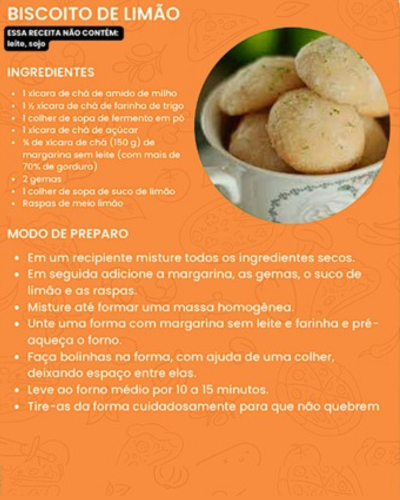 BISCOITO DE LIMÃO
ESSA RECEITA NÃO CONTÉM:
leite, soja
INGREDIENTES
• 1 xícara de chá de amido de milho
• 1 ½ xícara de chá de farinha de trigo
• 1 colher de sopa de fermento em pó
• 1 xícara de chá de açúcar
• ¾ de xícara de chá (150 g) de
margarina sem leite (com mais de
70% de gordura)
• 2 gemas
• 1 colher de sopa de suco de limão
• Raspas de meio limão
MODO DE PREPARO
• Em um recipiente misture todos os ingredientes secos.
• Em seguida adicione a margarina, as gemas, o suco de
limão e as raspas.
• Misture até formar uma massa homogênea.
• Unte uma forma com margarina sem leite e farinha e pré-
aqueça o forno.
• Faça bolinhas na forma, com ajuda de uma colher,
deixando espaço entre elas.
• Leve ao forno médio por 10 a 15 minutos.
• Tire-as da forma cuidadosamente para que não quebrem